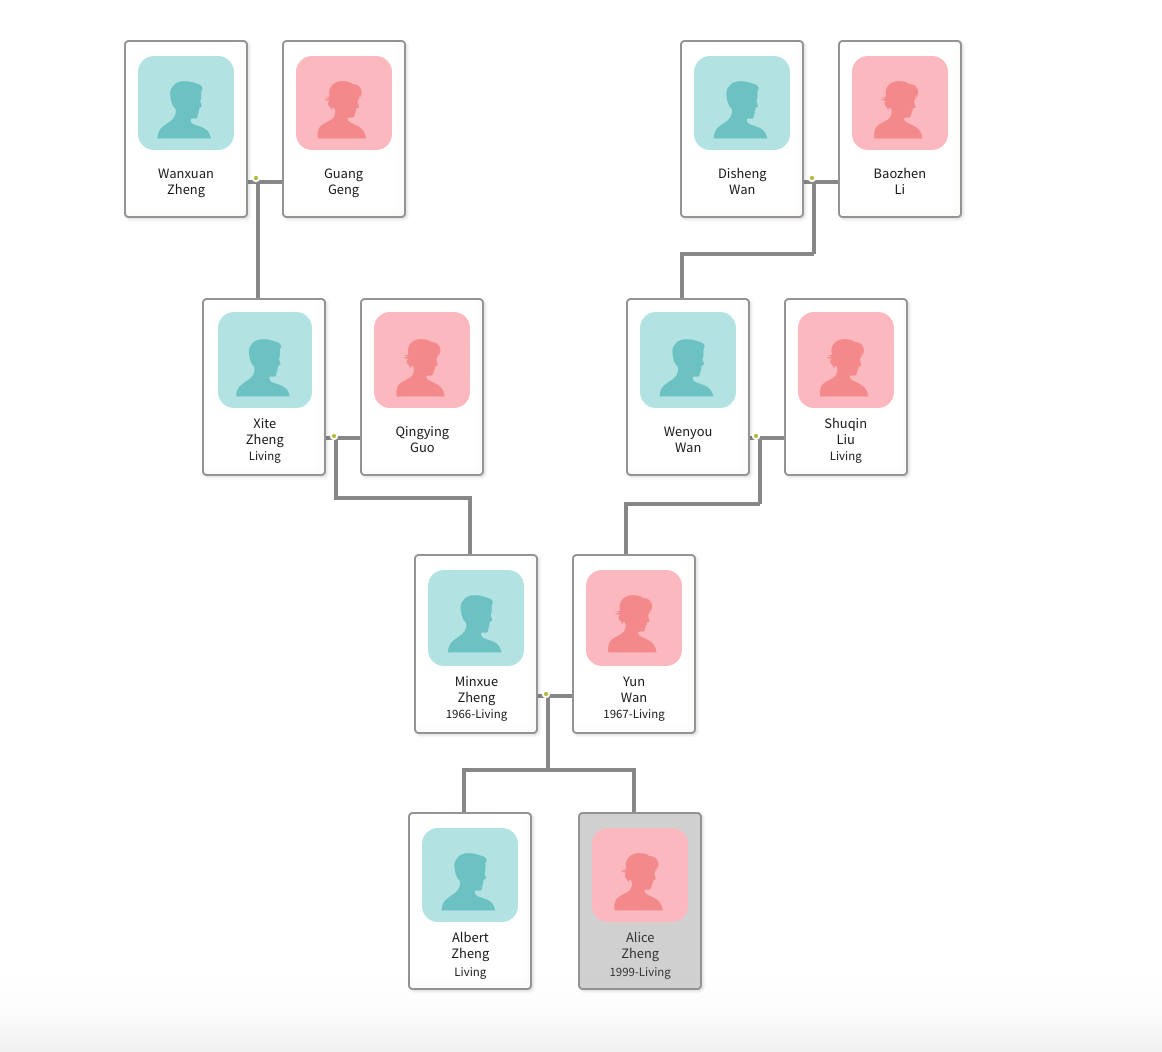 Wanxuan
Zheng
Guang
Geng
Disheng
Wan
Baozhen
Li
Xite
Zheng
Living
Qingying
Guo
Wenyou
Wan
Shuqin
Liu
Living
Minxue
Zheng
1966-Living
Yun
Wan
1967-Living
Albert
Zheng
Living
Alice
Zheng
1999-Living